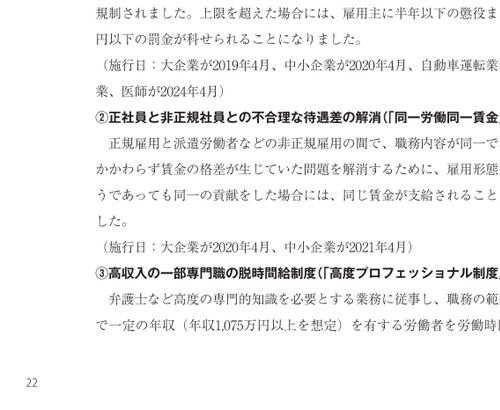 規制されました。上限を超えた場合には、雇用主に半年以下の懲役ま
円以下の罰金が科せられることになりました。
（施行日：大企業が2019年4月、中小企業が2020年4月、自動車運転業
業、医師が2024年4月）
②正社員と非正規社員との不合理な待遇差の解消（「同一労働同一賃金」
正規雇用と派遣労働者などの非正規雇用の間で、職務内容が同一で
かかわらず賃金の格差が生じていた問題を解消するために、雇用形態
うであっても同一の貢献をした場合には、同じ賃金が支給されること
した。
（施行日：大企業が2020年4月、中小企業が2021年4月）
③高収入の一部専門職の脱時間給制度（「高度プロフェッショナル制度」
弁護士など高度の専門的知識を必要とする業務に従事し、職務の範
で一定の年収（年収1,075万円以上を想定）を有する労働者を労働時
22